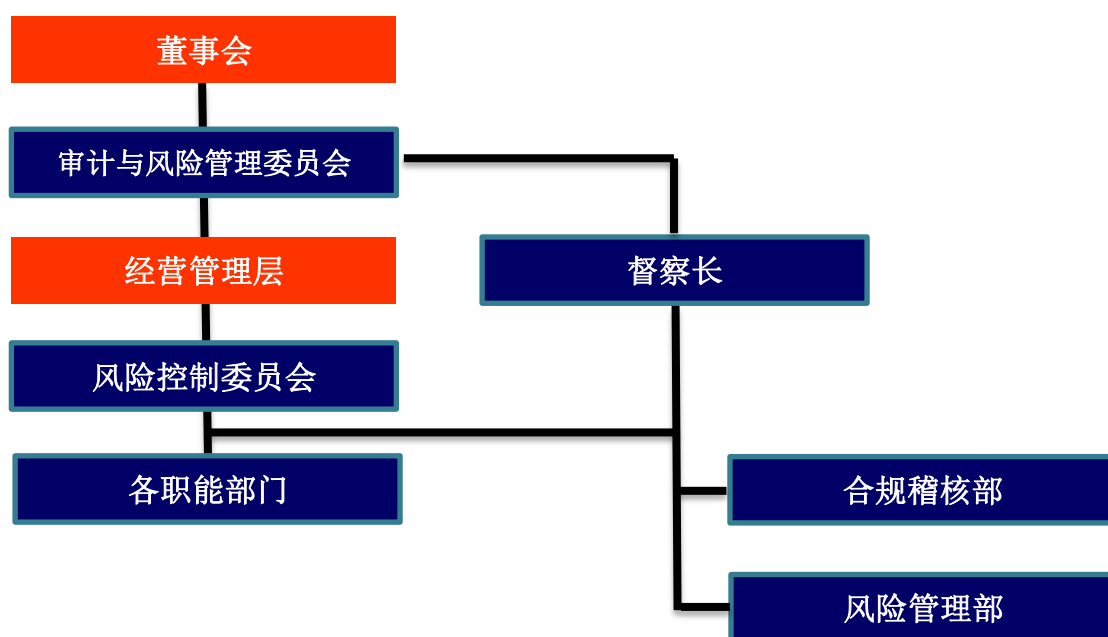 董事会
审计与风险管理委员会
经营管理层
督察长
风险控制委员会
各职能部门
合规稽核部
风险管理部